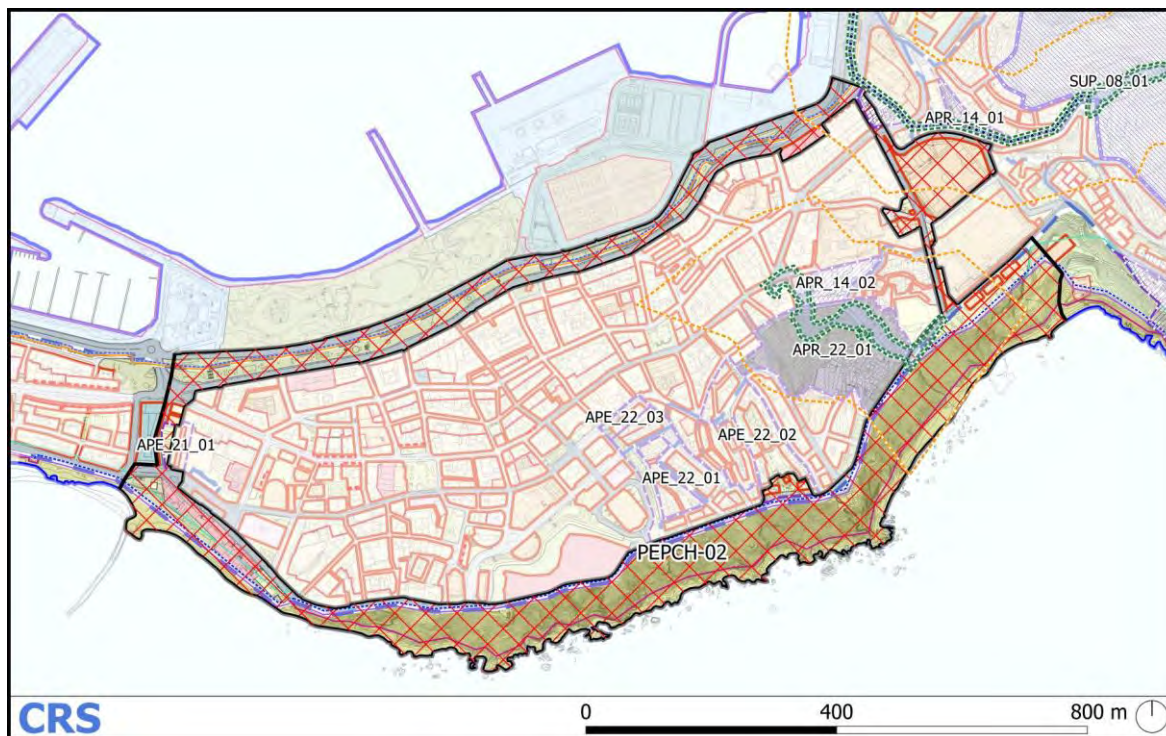 SUP_08_01
APR_14_01
APR_14_02
APR_22_01
APE_22_03
APE_22_02
APE_21_01
APE_22_01
PEPCH-02
CRS
0 400 800 m